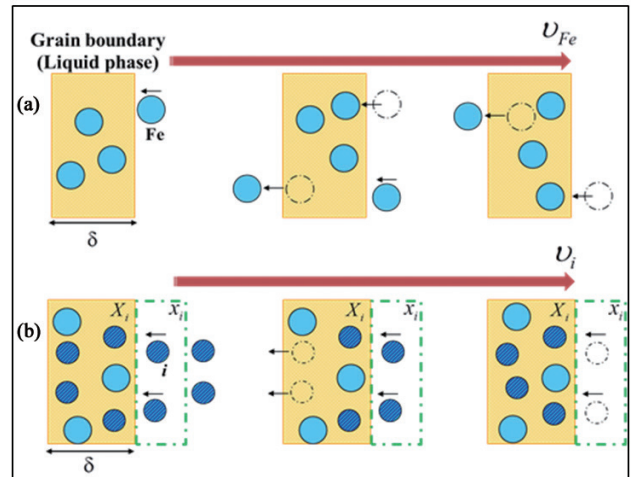 Grain boundary
(Liquid phase)
υ_Fe
(a)
Fe
δ
υ_i
(b)
X_i
x_i
X_i
x_i
X_i
x_i
i
δ